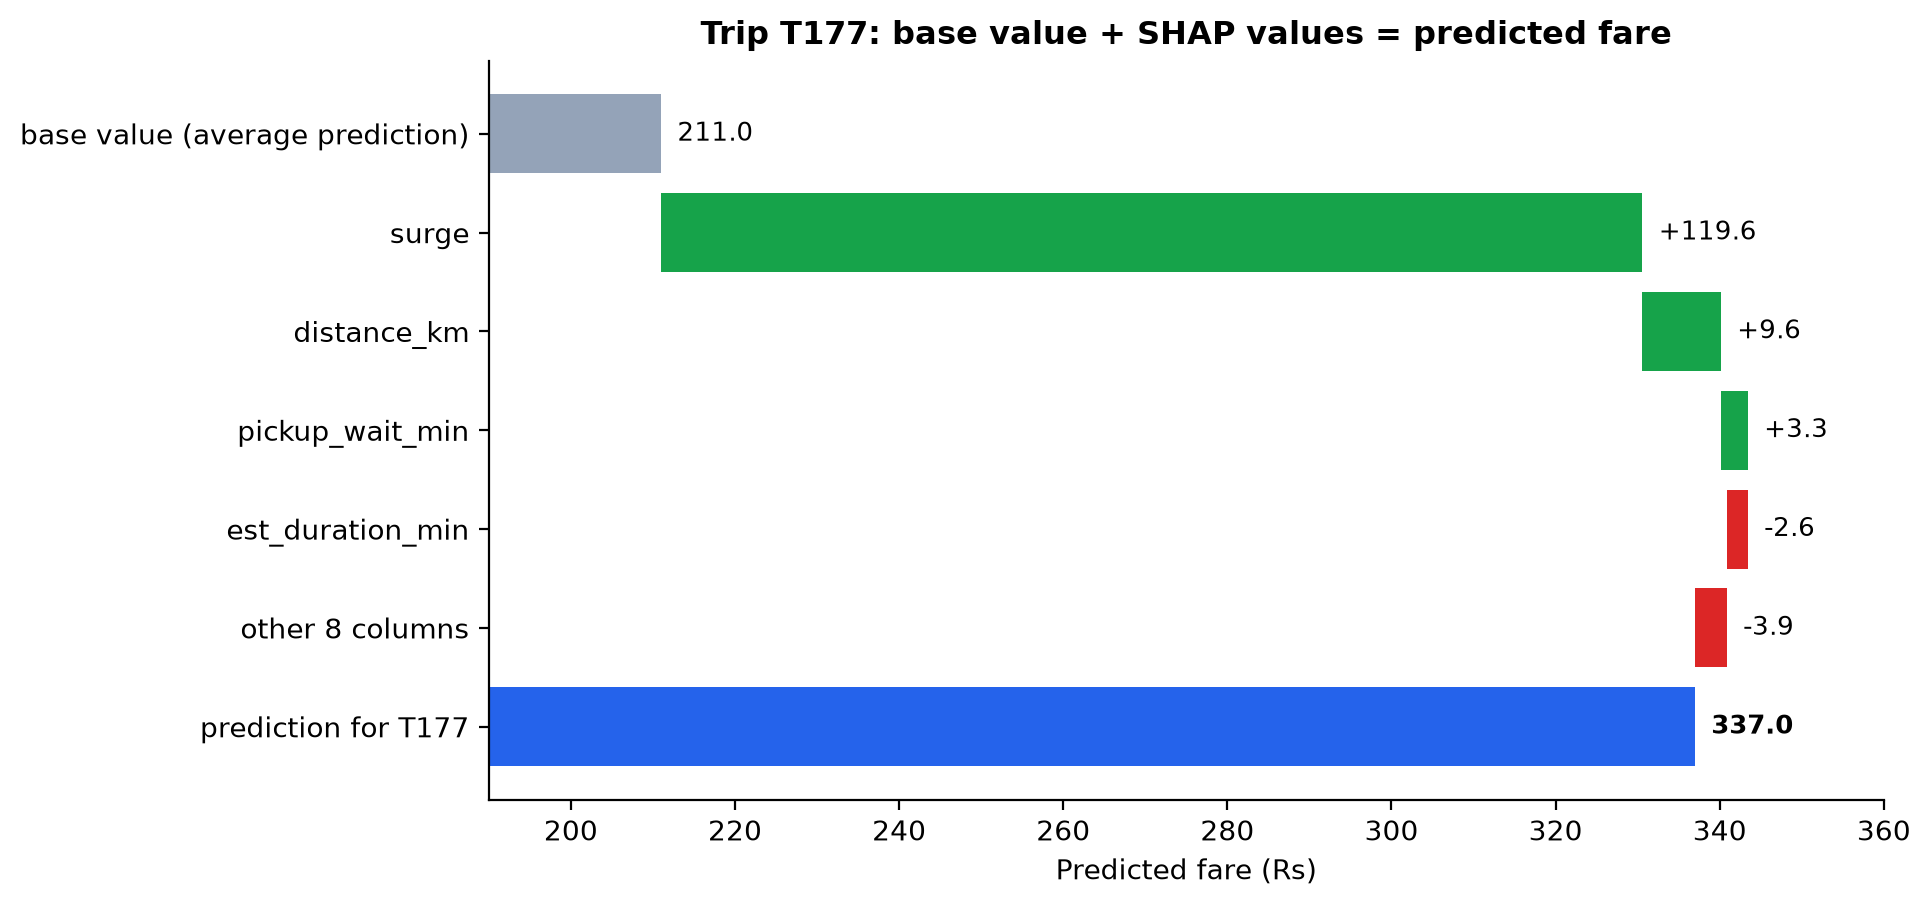 Trip T177: base value + SHAP values = predicted fare
base value (average prediction)
211.0
surge
+119.6
distance_km
+9.6
pickup_wait_min
+3.3
est_duration_min
-2.6
other 8 columns
-3.9
prediction for T177
337.0
200 220 240 260 280 300 320 340 360
Predicted fare (Rs)